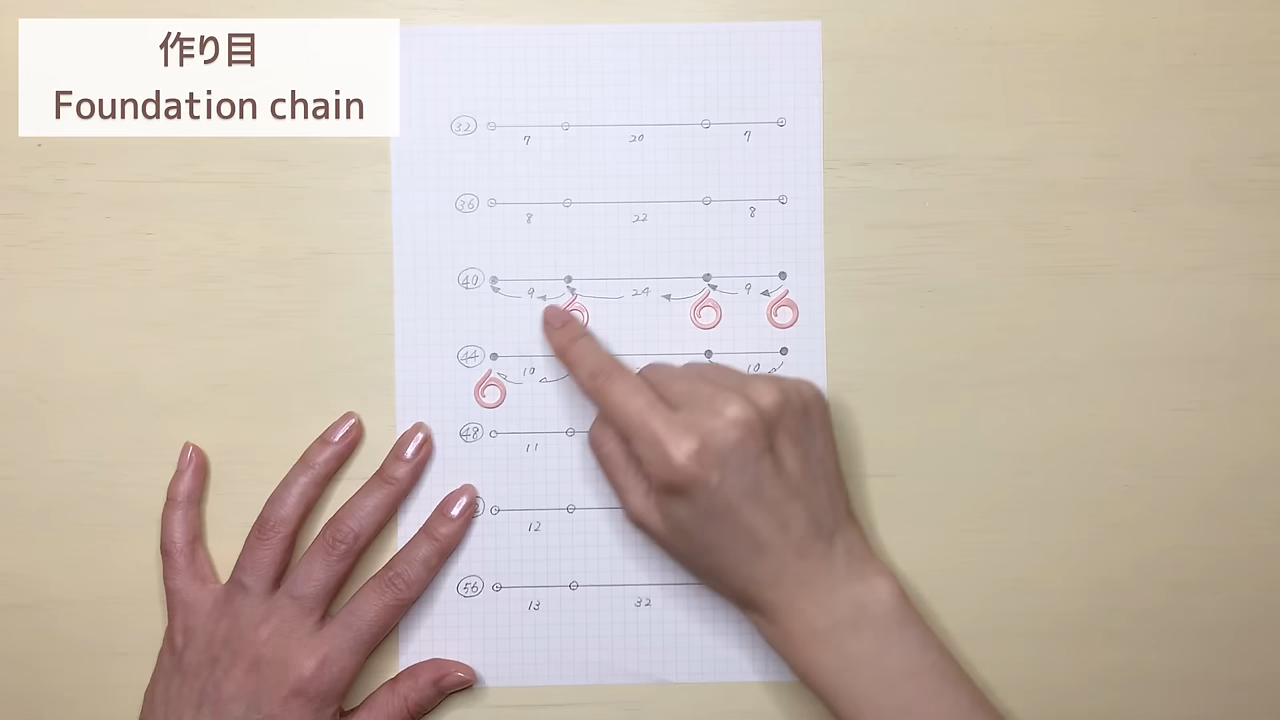 作り目
Foundation chain
32
7 20 7
36
8 22 8
40
9 24 9
44
10 10
48
11
12
56
13 32